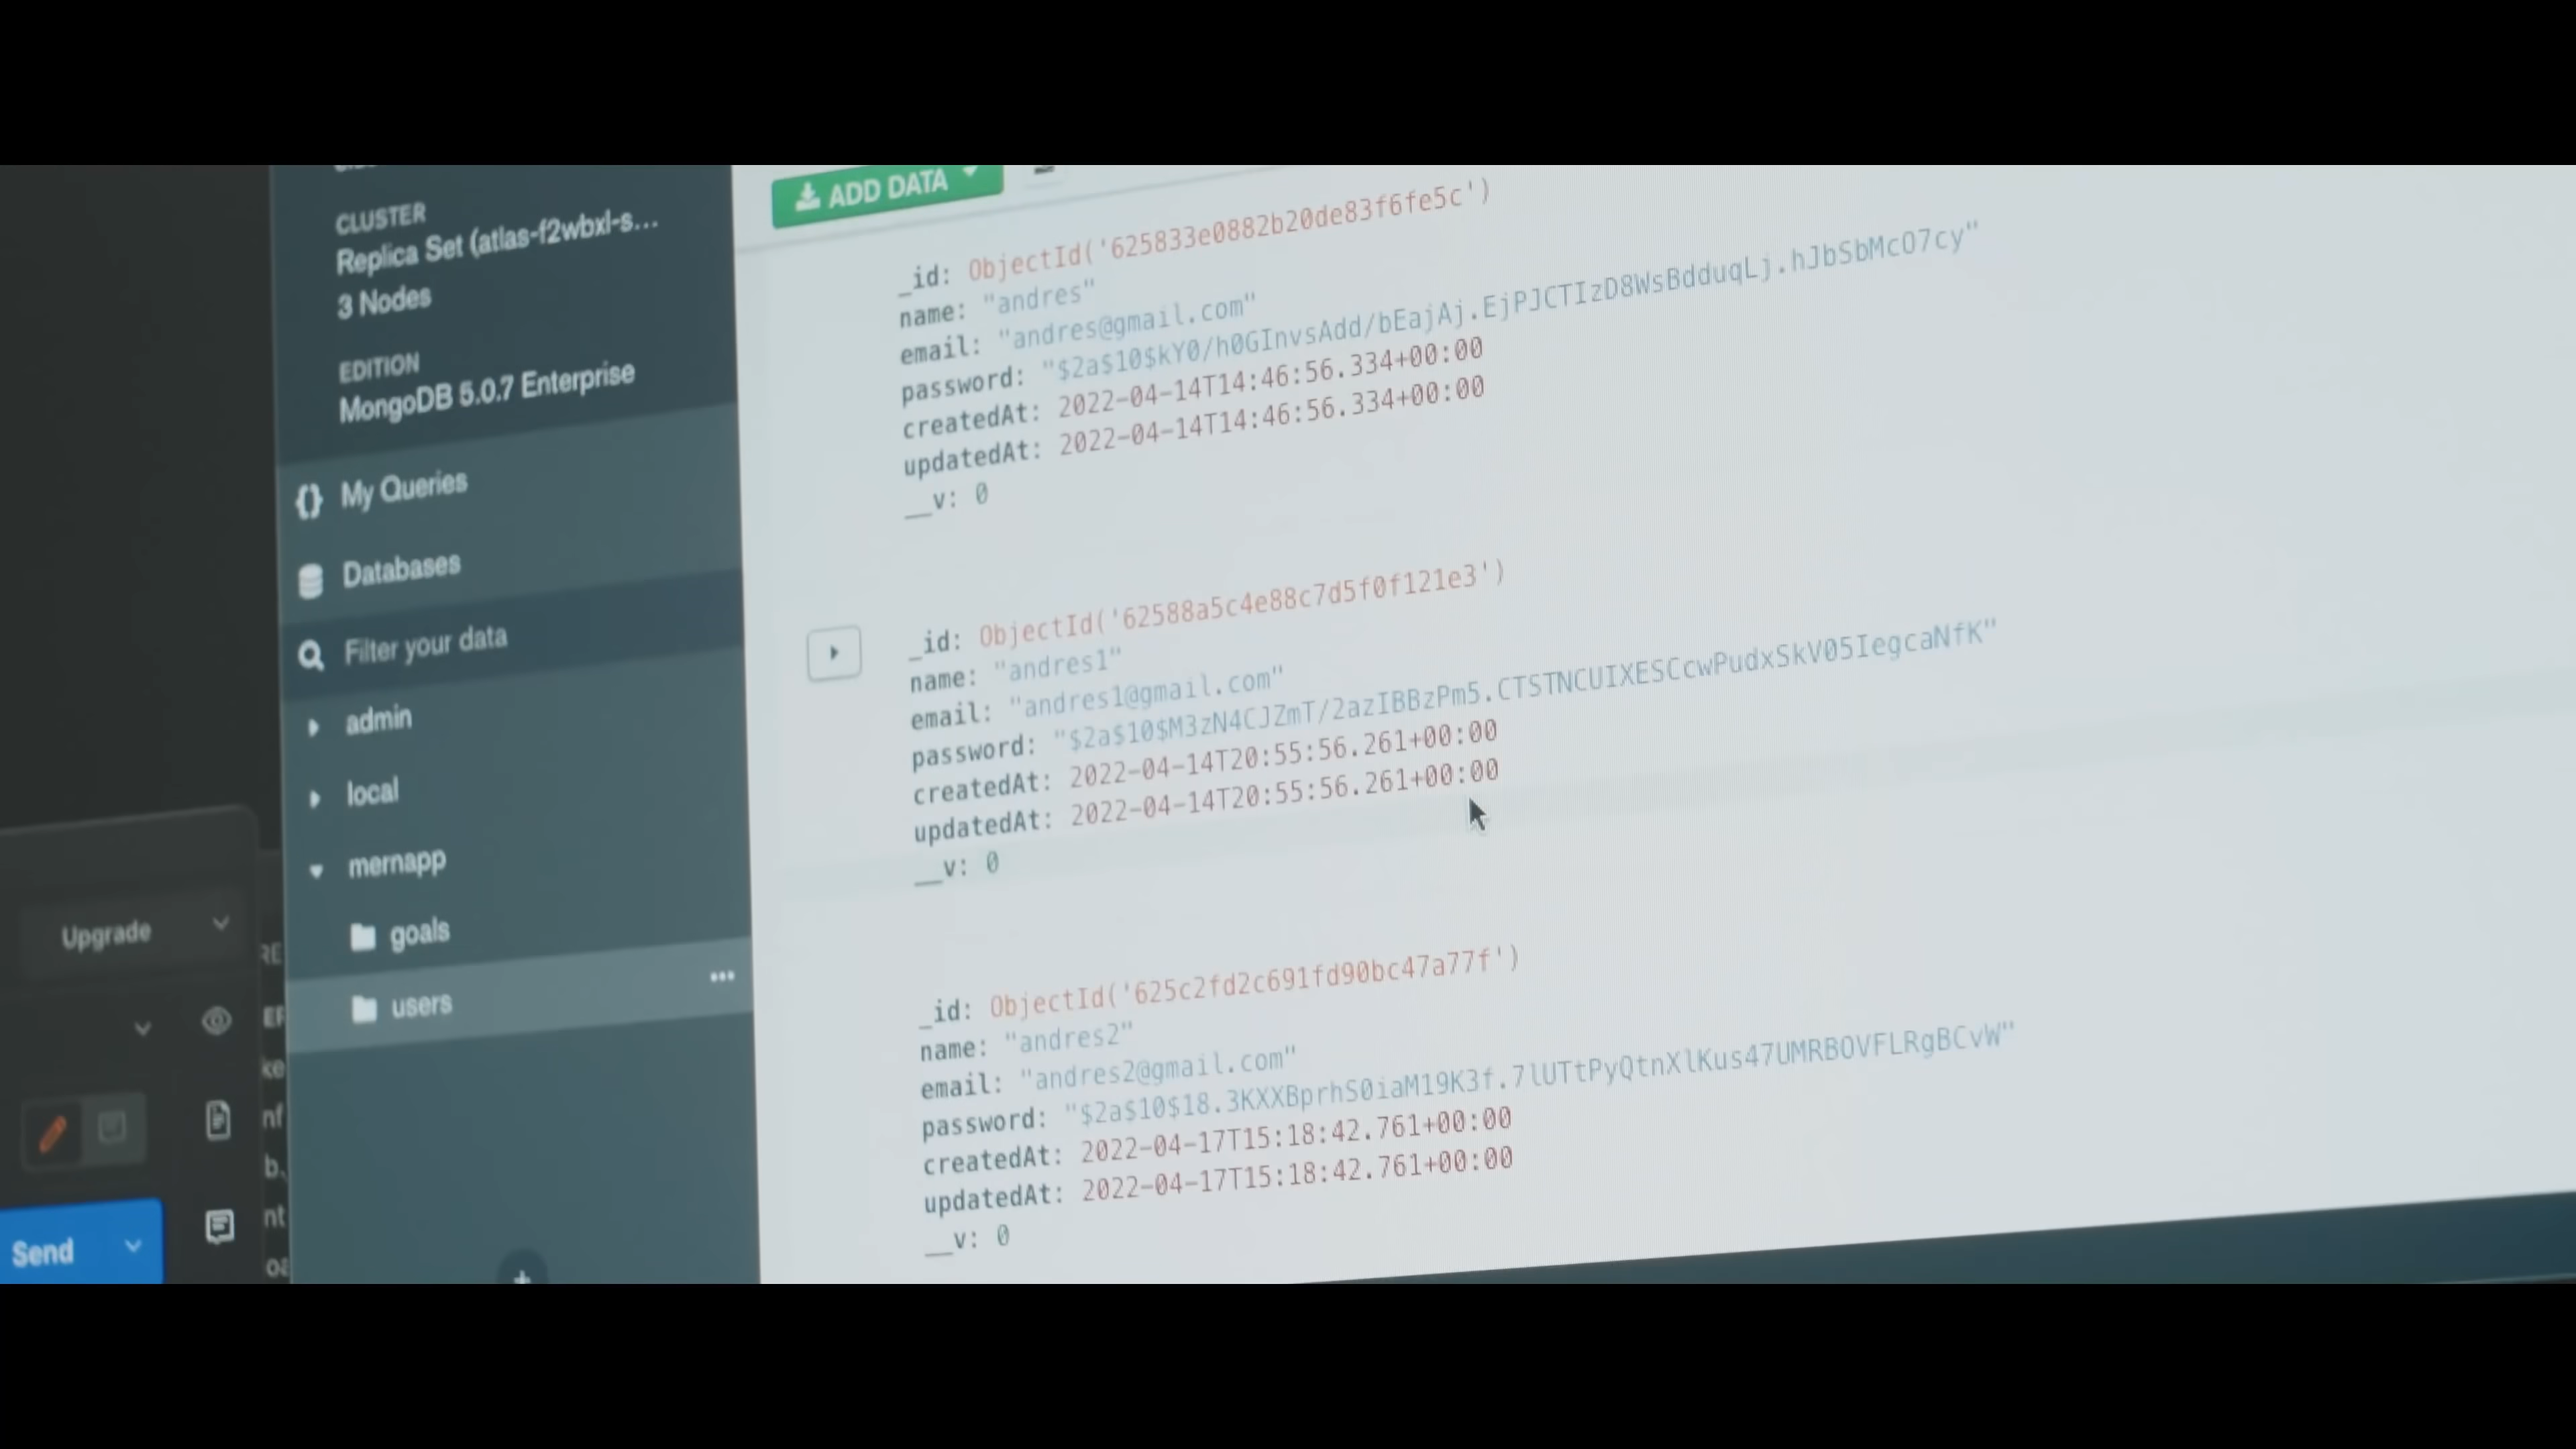 CLUSTER
Replica Set (atlas-f2wbxl-s...
3 Nodes
EDITION
MongoDB 5.0.7 Enterprise
My Queries
Databases
Filter your data
admin
local
mernapp
goals
users
Upgrade
Send
ADD DATA
_id: ObjectId('625833e0882b20de83f6fe5c')
name: "andres"
email: "andres@gmail.com"
password: "$2a$10$kY0/h0GInvsAdd/bEajAj.EjPJCTIzD8WsBdduqLj.hJbSbMcO7cy"
createdAt: 2022-04-14T14:46:56.334+00:00
updatedAt: 2022-04-14T14:46:56.334+00:00
__v: 0
_id: ObjectId('62588a5c4e88c7d5f0f121e3')
name: "andres1"
email: "andres1@gmail.com"
password: "$2a$10$M3zN4CJZmT/2azIBBzPm5.CTSTNCUIXESCcwPudxSkV05IegcaNfK"
createdAt: 2022-04-14T20:55:56.261+00:00
updatedAt: 2022-04-14T20:55:56.261+00:00
__v: 0
_id: ObjectId('625c2fd2c691fd90bc47a77f')
name: "andres2"
email: "andres2@gmail.com"
password: "$2a$10$18.3KXXBprhS0iaM19K3f.7lUTtPyQtnXlKus47UMRBOVFLRgBCvW"
createdAt: 2022-04-17T15:18:42.761+00:00
updatedAt: 2022-04-17T15:18:42.761+00:00
__v: 0